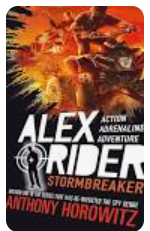 ACTION
ADRENALINE
ADVENTURE
ALEX
RIDER
STORMBREAKER
ANTHONY HOROWITZ